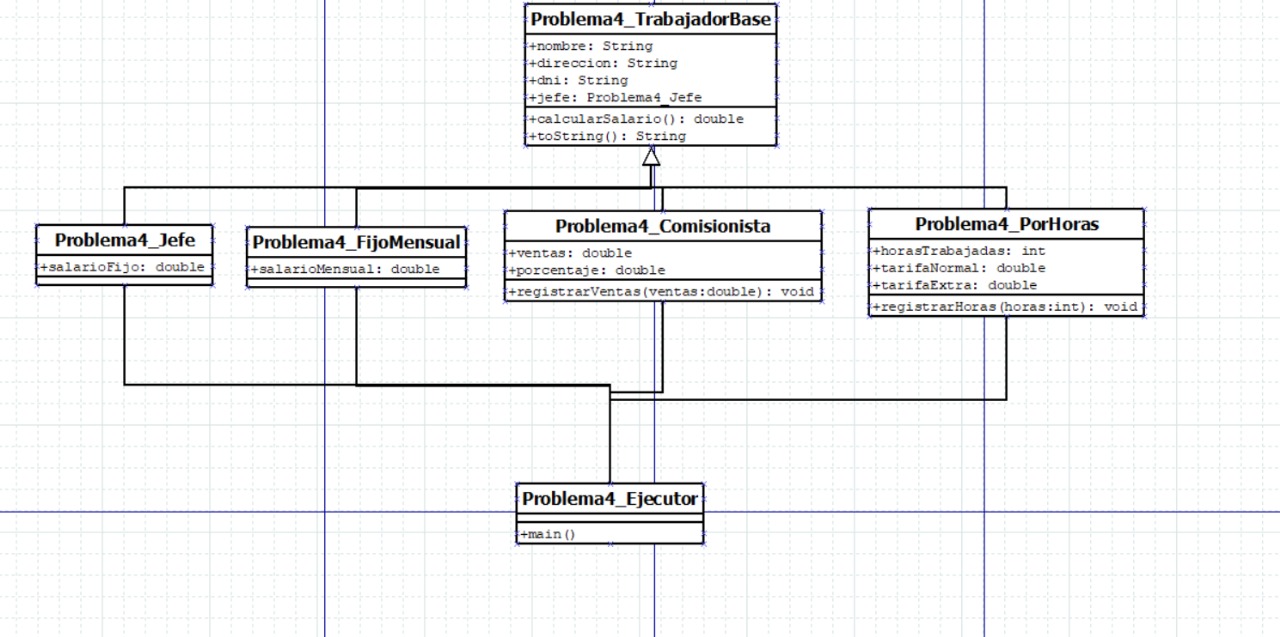 Problema4_TrabajadorBase
+nombre: String
+direccion: String
+dni: String
+jefe: Problema4_Jefe
+calcularSalario(): double
+toString(): String
Problema4_Jefe
+salarioFijo: double
Problema4_FijoMensual
+salarioMensual: double
Problema4_Comisionista
+ventas: double
+porcentaje: double
+registrarVentas(ventas:double): void
Problema4_PorHoras
+horasTrabajadas: int
+tarifaNormal: double
+tarifaExtra: double
+registrarHoras(horas:int): void
Problema4_Ejecutor
+main()